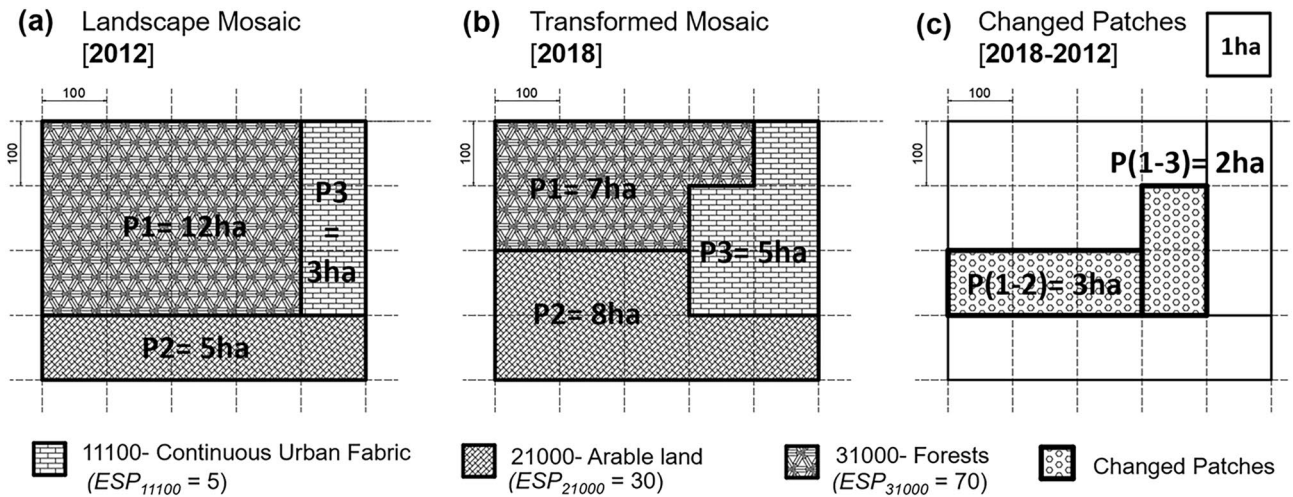 (a) Landscape Mosaic
[2012]
100
100
P1= 12ha
P3
=
3ha
P2= 5ha
(b) Transformed Mosaic
[2018]
100
100
P1= 7ha
P3= 5ha
P2= 8ha
(c) Changed Patches
[2018-2012]
1ha
100
100
P(1-3)= 2ha
P(1-2)= 3ha
11100- Continuous Urban Fabric
(ESP11100 = 5)
21000- Arable land
(ESP21000 = 30)
31000- Forests
(ESP31000 = 70)
Changed Patches